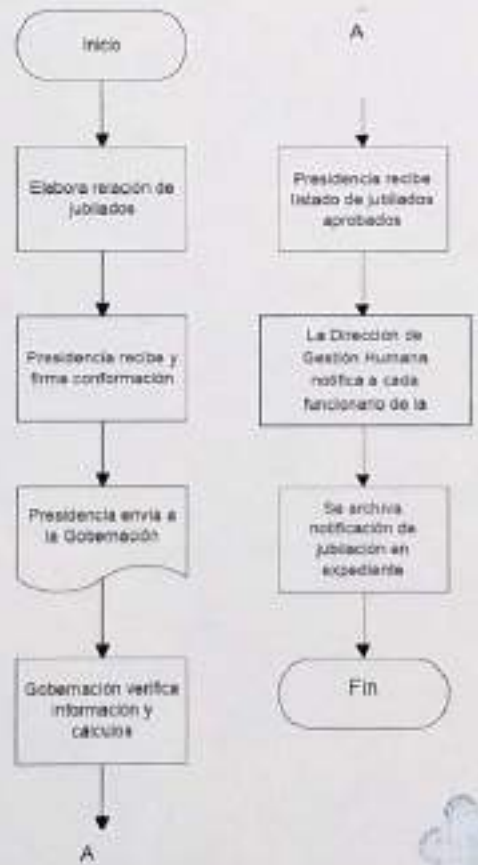 Inicio
Elabora relación de
jubilados
Presidencia recibe y
firma conformación
Presidencia envia a
la Gobernación
Gobernación verifica
información y
cálculos
A
A
Presidencia recibe
listado de jubilados
aprobados
La Dirección de
Gestión Humana
notifica a cada
funcionario de la
Se archiva
notificación de
jubilación en
expediente
Fin